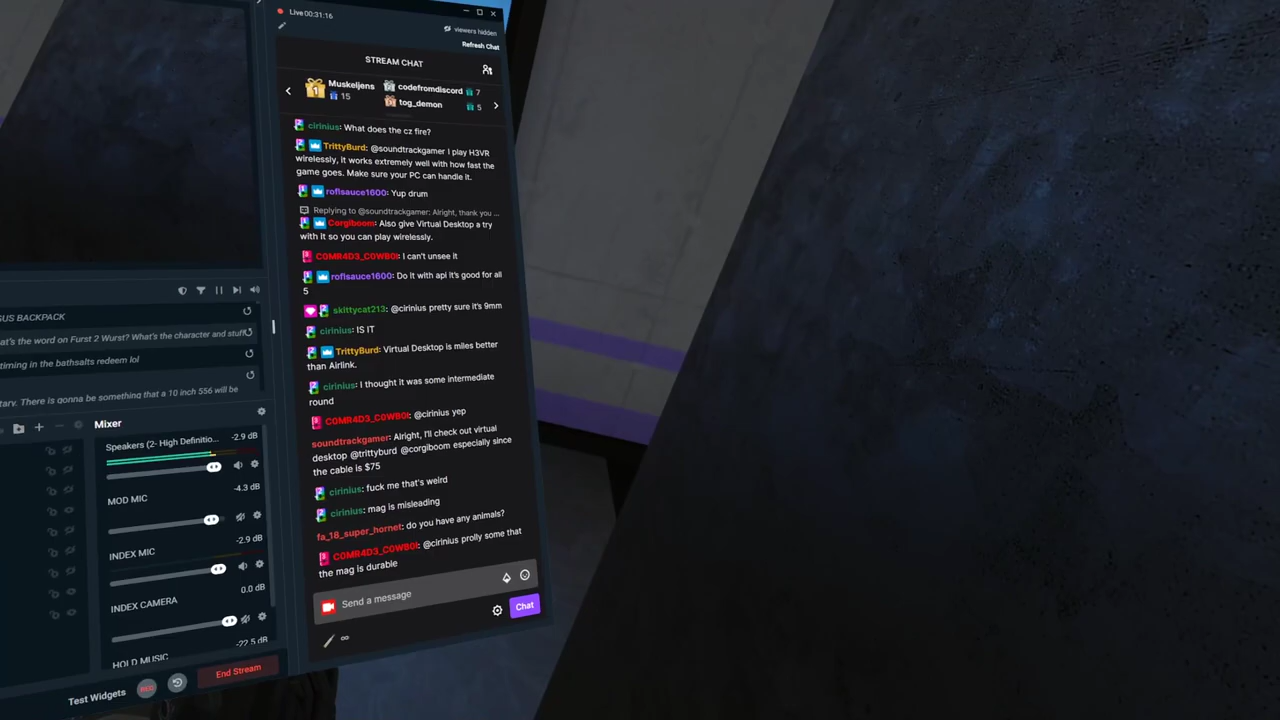 Live 00:31:16
viewers hidden
Refresh Chat
STREAM CHAT
Muskeljens
15
codefromdiscord 7
tog_demon 5
cirinius: What does the cz fire?
TrittyBurd: @soundtrackgamer I play H3VR
wirelessly, it works extremely well with how fast the
game goes. Make sure your PC can handle it.
roflsauce1600: Yup drum
Replying to @soundtrackgamer: Alright, thank you ...
Corgiboom: Also give Virtual Desktop a try
with it so you can play wirelessly.
C0MR4D3_C0WB0I: I can't unsee it
roflsauce1600: Do it with api it's good for all
5
skittycat213: @cirinius pretty sure it's 9mm
cirinius: IS IT
TrittyBurd: Virtual Desktop is miles better
than Airlink.
cirinius: I thought it was some intermediate
round
C0MR4D3_C0WB0I: @cirinius yep
soundtrackgamer: Alright, I'll check out virtual
desktop @trittyburd @corgiboom especially since
the cable is $75
cirinius: fuck me that's weird
cirinius: mag is misleading
fa_18_super_hornet: do you have any animals?
C0MR4D3_C0WB0I: @cirinius prolly some that
the mag is durable
Send a message
Chat
SUS BACKPACK
at's the word on Furst 2 Wurst? What's the character and stuff
timing in the bathsalts redeem lol
tary. There is gonna be something that a 10 inch 556 will be
Mixer
Speakers (2- High Definitio... -2.9 dB
MOD MIC -4.3 dB
INDEX MIC -2.9 dB
INDEX CAMERA 0.0 dB
HOLD MUSIC -22.5 dB
Test Widgets
REC
End Stream